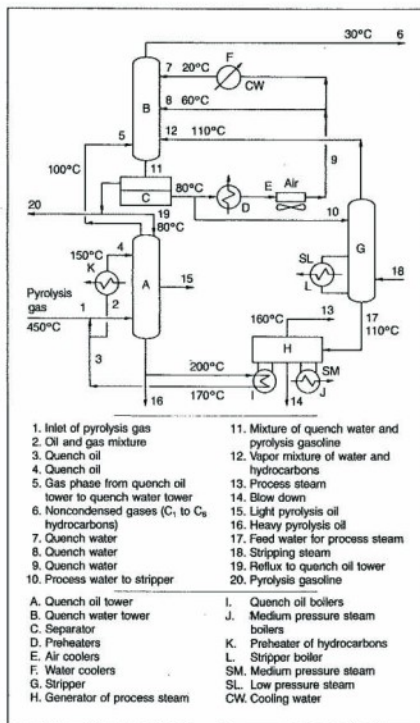 30°C 6
F
7 20°C
CW
B
8 60°C
5
12 110°C
11
9
100°C
C
80°C
E Air
D
20
19
80°C
10
150°C 4
SL
G
K
A
15
L
18
Pyrolysis
gas
1
2
160°C 13
17
110°C
450°C
H
3
200°C
SM
170°C
I
J
16
14
1. Inlet of pyrolysis gas
2. Oil and gas mixture
3. Quench oil
4. Quench oil
5. Gas phase from quench oil
tower to quench water tower
6. Noncondensed gases (C₁ to C₅
hydrocarbons)
7. Quench water
8. Quench water
9. Quench water
10. Process water to stripper
11. Mixture of quench water and
pyrolysis gasoline
12. Vapor mixture of water and
hydrocarbons
13. Process steam
14. Blow down
15. Light pyrolysis oil
16. Heavy pyrolysis oil
17. Feed water for process steam
18. Stripping steam
19. Reflux to quench oil tower
20. Pyrolysis gasoline
A. Quench oil tower
B. Quench water tower
C. Separator
D. Preheaters
E. Air coolers
F. Water coolers
G. Stripper
H. Generator of process steam
I. Quench oil boilers
J. Medium pressure steam
boilers
K. Preheater of hydrocarbons
L. Stripper boiler
SM. Medium pressure steam
SL. Low pressure steam
CW. Cooling water